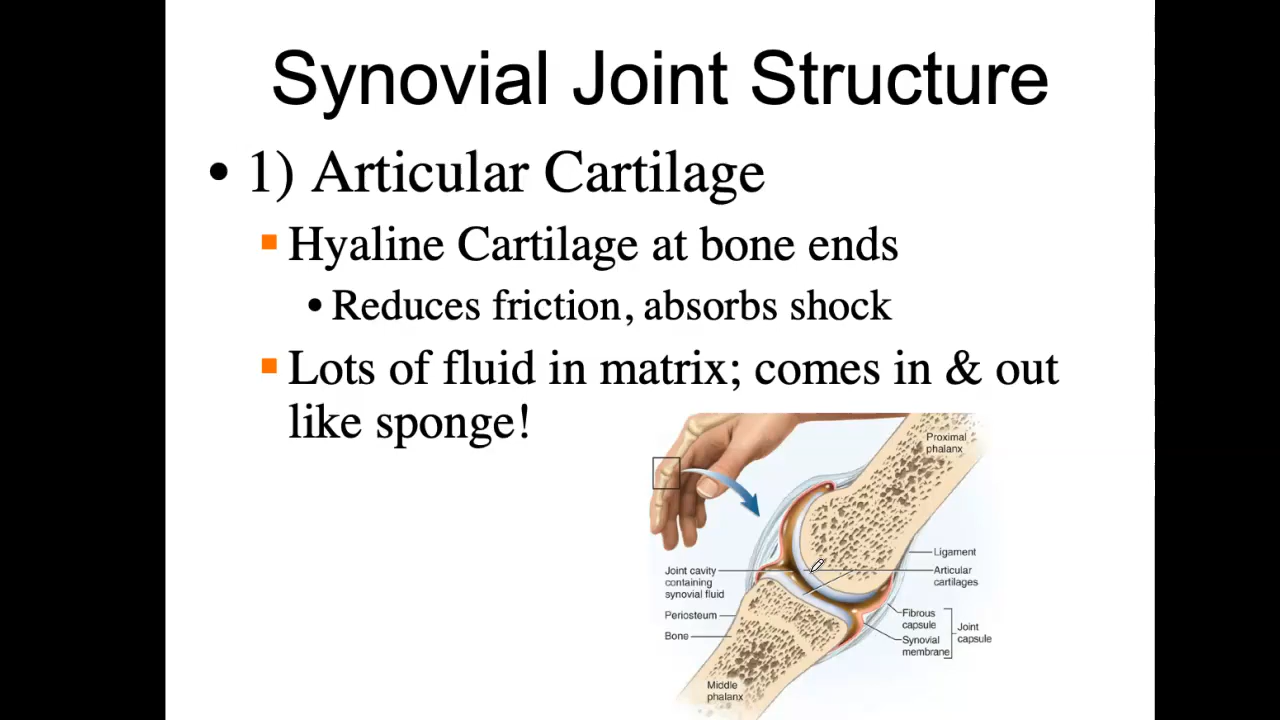 Synovial Joint Structure
• 1) Articular Cartilage
▪ Hyaline Cartilage at bone ends
• Reduces friction, absorbs shock
▪ Lots of fluid in matrix; comes in & out
like sponge!
Proximal
phalanx
Ligament
Articular
cartilages
Joint cavity
containing
synovial fluid
Periosteum
Bone
Fibrous
capsule
Synovial
membrane
Joint
capsule
Middle
phalanx